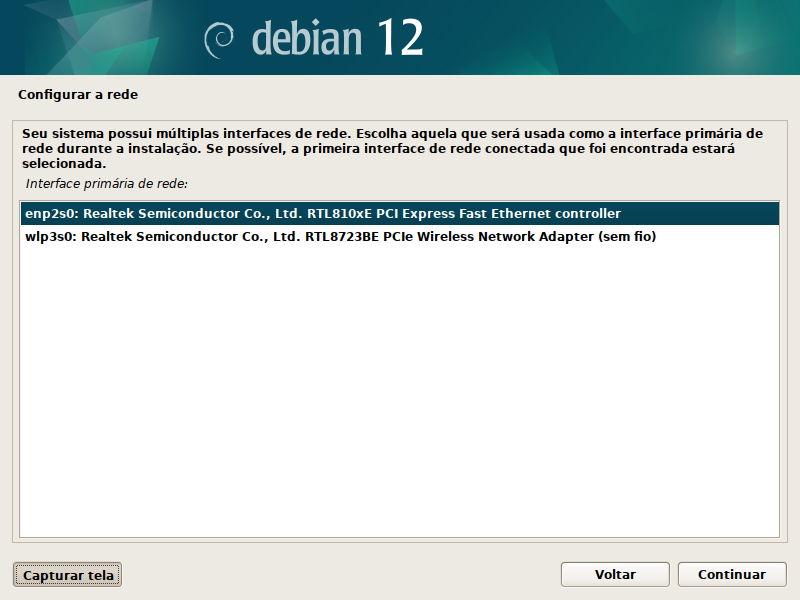 debian 12
Configurar a rede
Seu sistema possui múltiplas interfaces de rede. Escolha aquela que será usada como a interface primária de
rede durante a instalação. Se possível, a primeira interface de rede conectada que foi encontrada estará
selecionada.
Interface primária de rede:
enp2s0: Realtek Semiconductor Co., Ltd. RTL810xE PCI Express Fast Ethernet controller
wlp3s0: Realtek Semiconductor Co., Ltd. RTL8723BE PCIe Wireless Network Adapter (sem fio)
Capturar tela
Voltar
Continuar